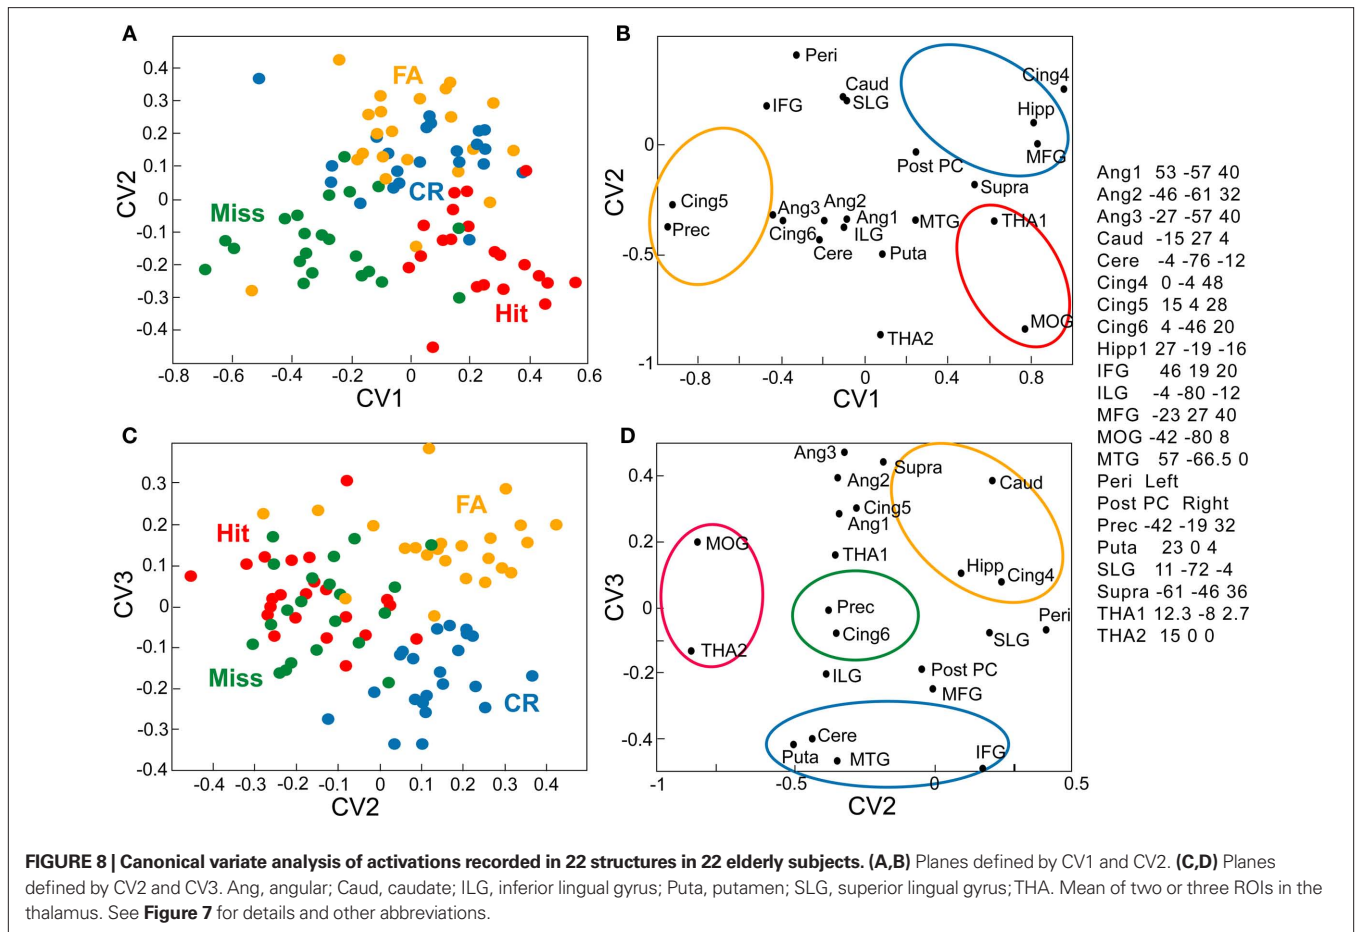 A
0.4
0.3
0.2
0.1
0
-0.1
-0.2
-0.3
-0.4
CV2
FA
CR
Miss
Hit
-0.8 -0.6 -0.4 -0.2 0 0.2 0.4 0.6
CV1
B
0
-0.5
-1
CV2
Peri
Caud
SLG
IFG
Cing4
Hipp
MFG
Post PC
Supra
Cing5
Prec
Ang3
Ang2
Cing6
Ang1
ILG
Cere
MTG
THA1
Puta
MOG
THA2
-0.8 -0.4 0 0.4 0.8
CV1
C
0.3
0.2
0.1
0
-0.1
-0.2
-0.3
-0.4
CV3
Hit
FA
Miss
CR
-0.4 -0.3 -0.2 -0.1 0 0.1 0.2 0.3 0.4
CV2
D
0.4
0.2
0
-0.2
-0.4
CV3
Ang3
Supra
Ang2
Caud
Cing5
Ang1
MOG
THA1
Hipp
Cing4
Prec
Peri
Cing6
SLG
THA2
ILG
Post PC
MFG
Cere
Puta
MTG
IFG
-1 -0.5 0 0.5
CV2
Ang1 53 -57 40
Ang2 -46 -61 32
Ang3 -27 -57 40
Caud -15 27 4
Cere -4 -76 -12
Cing4 0 -4 48
Cing5 15 4 28
Cing6 4 -46 20
Hipp1 27 -19 -16
IFG 46 19 20
ILG -4 -80 -12
MFG -23 27 40
MOG -42 -80 8
MTG 57 -66.5 0
Peri Left
Post PC Right
Prec -42 -19 32
Puta 23 0 4
SLG 11 -72 -4
Supra -61 -46 36
THA1 12.3 -8 2.7
THA2 15 0 0
FIGURE 8 | Canonical variate analysis of activations recorded in 22 structures in 22 elderly subjects. (A,B) Planes defined by CV1 and CV2. (C,D) Planes
defined by CV2 and CV3. Ang, angular; Caud, caudate; ILG, inferior lingual gyrus; Puta, putamen; SLG, superior lingual gyrus; THA. Mean of two or three ROIs in the
thalamus. See Figure 7 for details and other abbreviations.